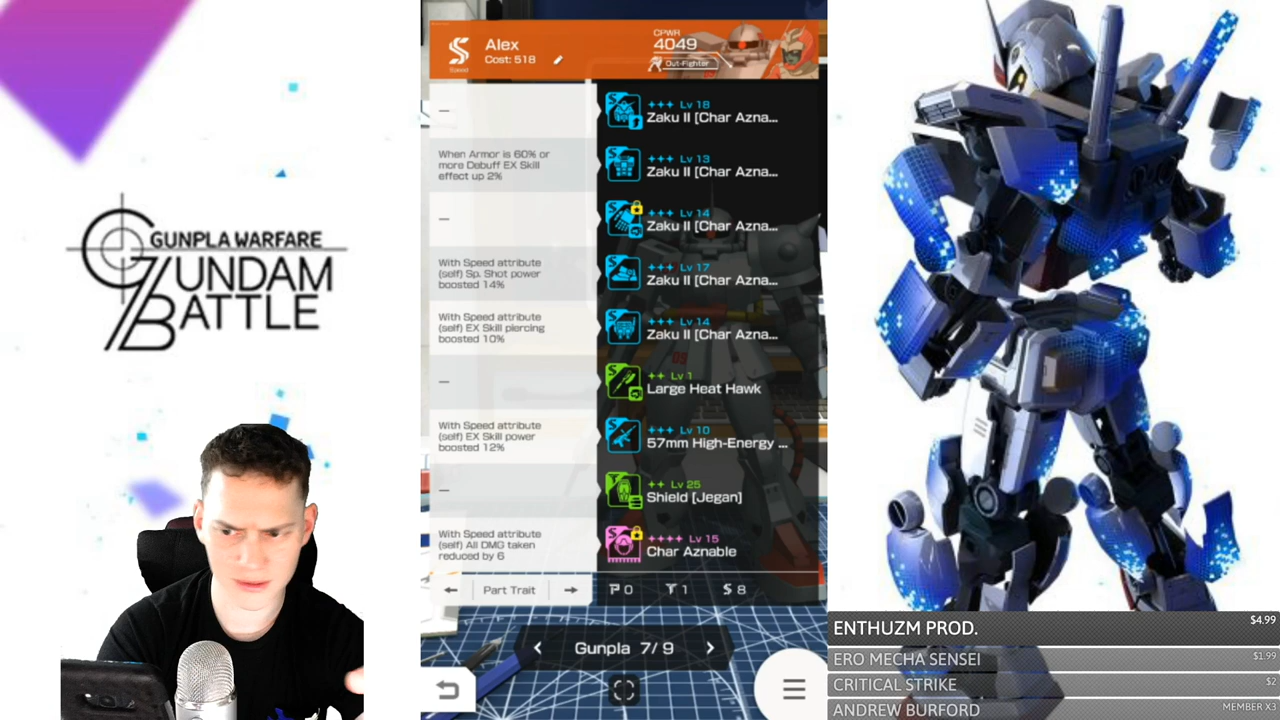 GUNPLA WARFARE
GUNDAM
BATTLE
S
Speed
Alex
Cost: 518
CPWR
4049
Out-Fighter
—
+++ Lv 18
Zaku II [Char Azna...
When Armor is 60% or
more Debuff EX Skill
effect up 2%
+++ Lv 13
Zaku II [Char Azna...
—
+++ Lv 14
Zaku II [Char Azna...
With Speed attribute
(self) Sp. Shot power
boosted 14%
+++ Lv 17
Zaku II [Char Azna...
With Speed attribute
(self) EX Skill piercing
boosted 10%
+++ Lv 14
Zaku II [Char Azna...
—
++ Lv 1
Large Heat Hawk
With Speed attribute
(self) EX Skill power
boosted 12%
+++ Lv 10
57mm High-Energy ...
—
++ Lv 25
Shield [Jegan]
With Speed attribute
(self) All DMG taken
reduced by 6
++++ Lv 15
Char Aznable
← Part Trait →
P 0 T 1 S 8
< Gunpla 7/ 9 >
ENTHUZM PROD. $4.99
ERO MECHA SENSEI $1.99
CRITICAL STRIKE $2
ANDREW BURFORD MEMBER X3